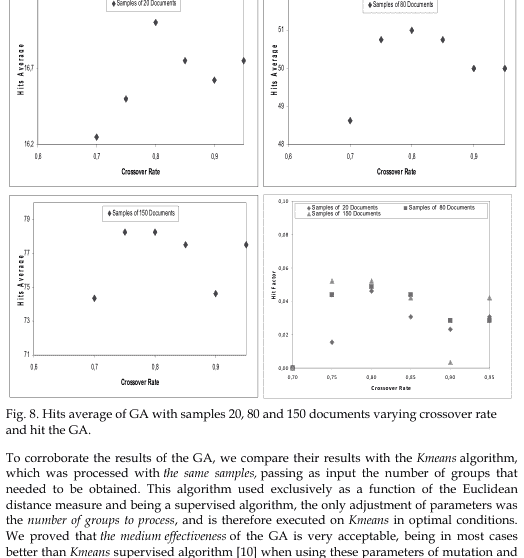 Samples of 20 Documents
Hits Average
16,7
16,2
0,6 0,7 0,8 0,9
Crossover Rate
Samples of 80 Documents
Hits Average
51
50
49
48
0,6 0,7 0,8 0,9
Crossover Rate
Samples of 150 Documents
Hits Average
79
77
75
73
71
0,6 0,7 0,8 0,9
Crossover Rate
Samples of 20 Documents Samples of 80 Documents
Samples of 150 Documents
Hit Factor
0,10
0,08
0,06
0,04
0,02
0,00
0,70 0,75 0,80 0,85 0,90 0,95
Crossover Rate
Fig. 8. Hits average of GA with samples 20, 80 and 150 documents varying crossover rate
and hit the GA.
To corroborate the results of the GA, we compare their results with the Kmeans algorithm,
which was processed with the same samples, passing as input the number of groups that
needed to be obtained. This algorithm used exclusively as a function of the Euclidean
distance measure and being a supervised algorithm, the only adjustment of parameters was
the number of groups to process, and is therefore executed on Kmeans in optimal conditions.
We proved that the medium effectiveness of the GA is very acceptable, being in most cases
better than Kmeans supervised algorithm [10] when using these parameters of mutation and